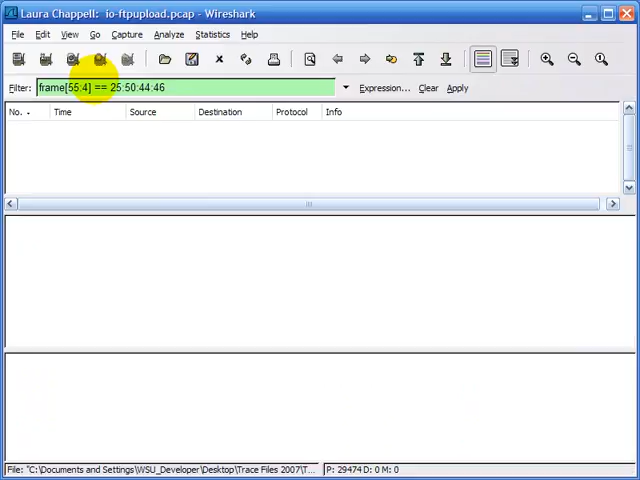 Laura Chappell: io-ftpupload.pcap - Wireshark
File Edit View Go Capture Analyze Statistics Help
Filter: frame[55:4] == 25:50:44:46 Expression... Clear Apply
No. Time Source Destination Protocol Info
File: "C:\Documents and Settings\WSU_Developer\Desktop\Trace Files 2007\T... P: 29474 D: 0 M: 0